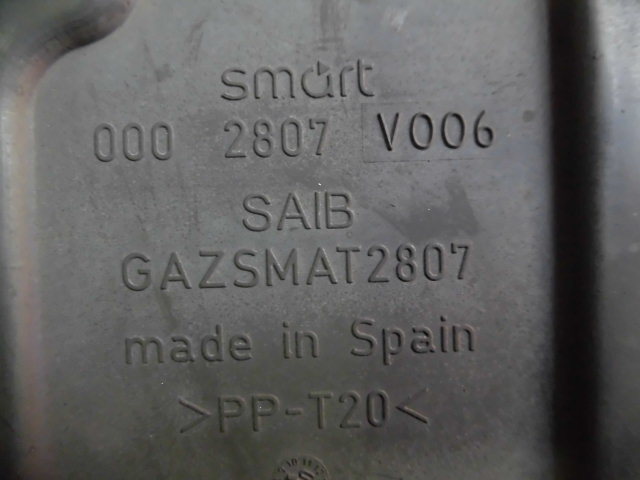 smart
000 2807 V006
SAIB
GAZSMAT2807
made in Spain
>PP-T20<